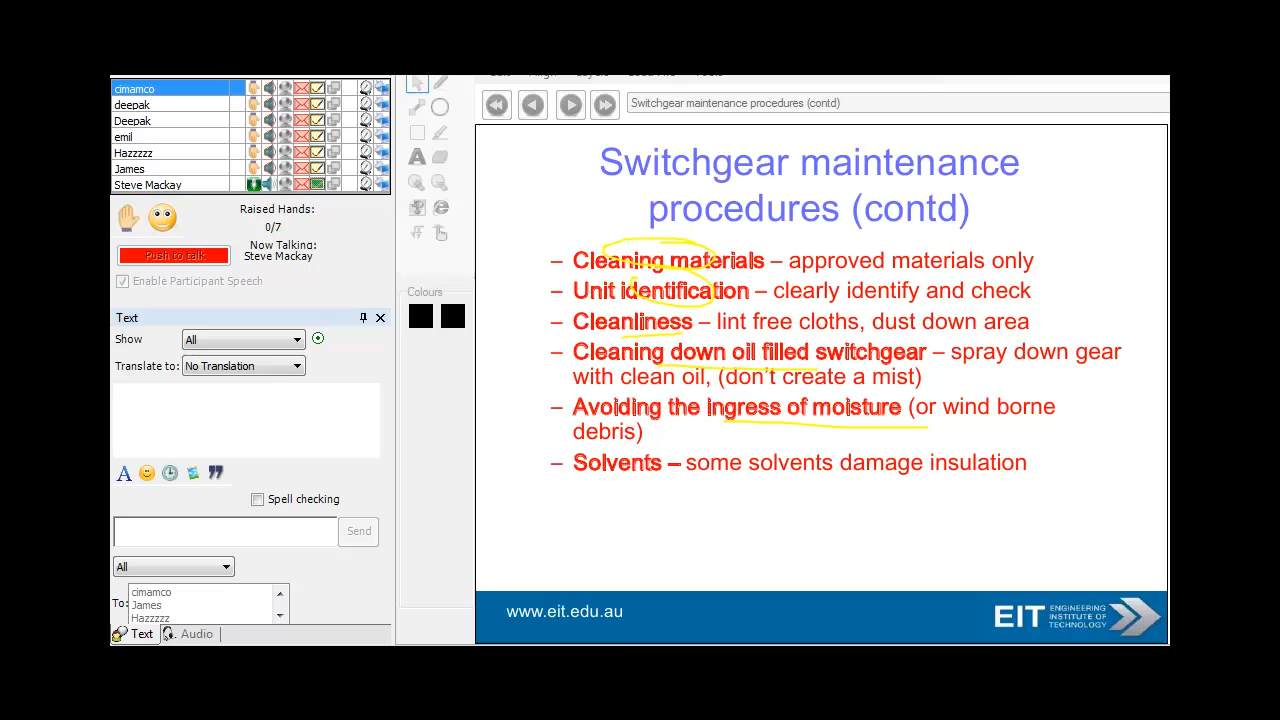 cimamco
deepak
Deepak
emil
Hazzzzz
James
Steve Mackay
Raised Hands:
0/7
Now Talking:
Steve Mackay
Push to talk
Enable Participant Speech
Text
Show
All
Translate to:
No Translation
Spell checking
Send
All
To:
cimamco
James
Hazzzzz
Text
Audio
Colours
Switchgear maintenance procedures (contd)
Switchgear maintenance
procedures (contd)
– Cleaning materials – approved materials only
– Unit identification – clearly identify and check
– Cleanliness – lint free cloths, dust down area
– Cleaning down oil filled switchgear – spray down gear
with clean oil, (don't create a mist)
– Avoiding the ingress of moisture (or wind borne
debris)
– Solvents – some solvents damage insulation
www.eit.edu.au
EIT
ENGINEERING
INSTITUTE OF
TECHNOLOGY